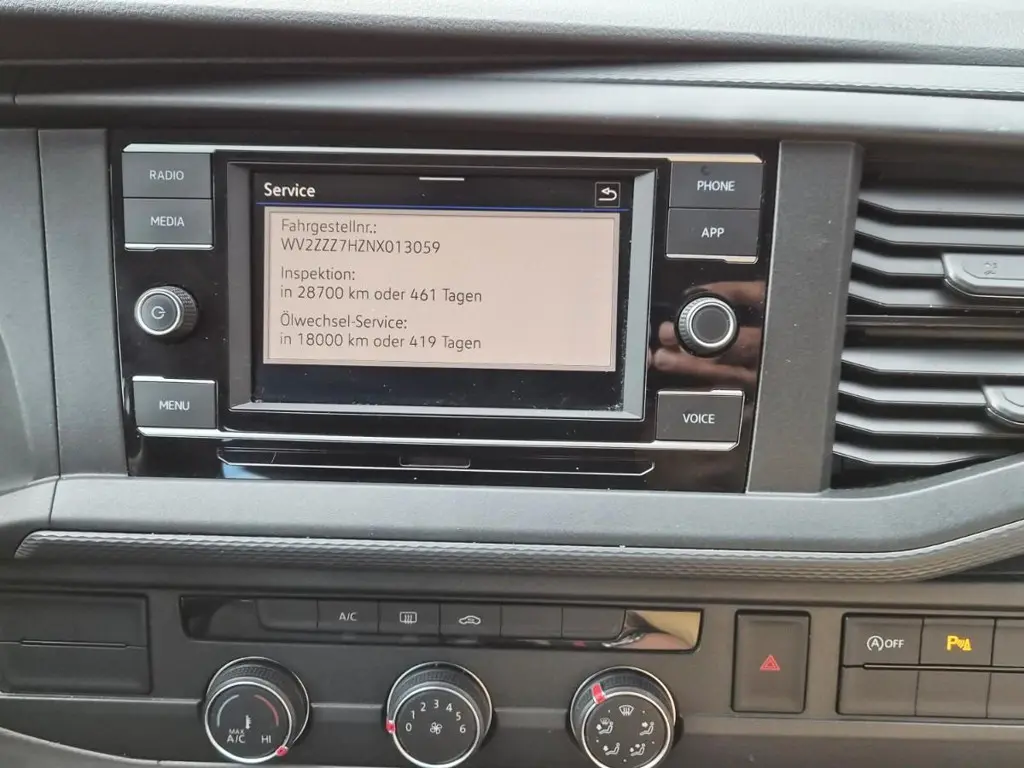 RADIO
MEDIA
MENU
Service
Fahrgestellnr.:
WV2ZZZ7HZNX013059
Inspektion:
in 28700 km oder 461 Tagen
Ölwechsel-Service:
in 18000 km oder 419 Tagen
PHONE
APP
VOICE
A/C
A OFF
P
MAX
A/C
HI
0 1 2 3 4 5 6